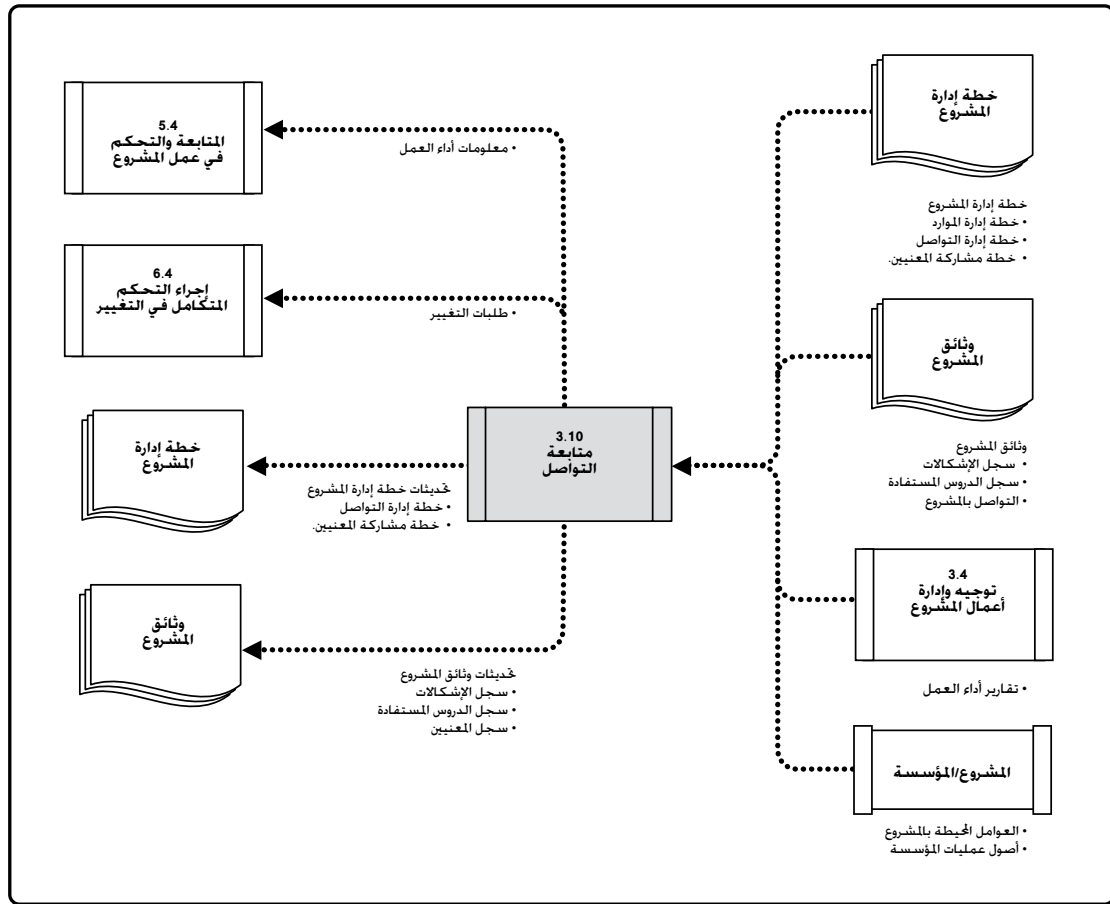 خطة إدارة
المشروع
خطة إدارة المشروع
• خطة إدارة الموارد
• خطة إدارة التواصل
• خطة مشاركة المعنيين.
وثائق
المشروع
وثائق المشروع
• سجل الإشكالات
• سجل الدروس المستفادة
• التواصل بالمشروع
3.4
توجيه وإدارة
أعمال المشروع
• تقارير أداء العمل
المشروع/المؤسسة
• العوامل المحيطة بالمشروع
• أصول عمليات المؤسسة
3.10
متابعة
التواصل
5.4
المتابعة والتحكم
في عمل المشروع
• معلومات أداء العمل
6.4
إجراء التحكم
المتكامل في التغيير
• طلبات التغيير
خطة إدارة
المشروع
تحديثات خطة إدارة المشروع
• خطة إدارة التواصل
• خطة مشاركة المعنيين.
وثائق
المشروع
تحديثات وثائق المشروع
• سجل الإشكالات
• سجل الدروس المستفادة
• سجل المعنيين